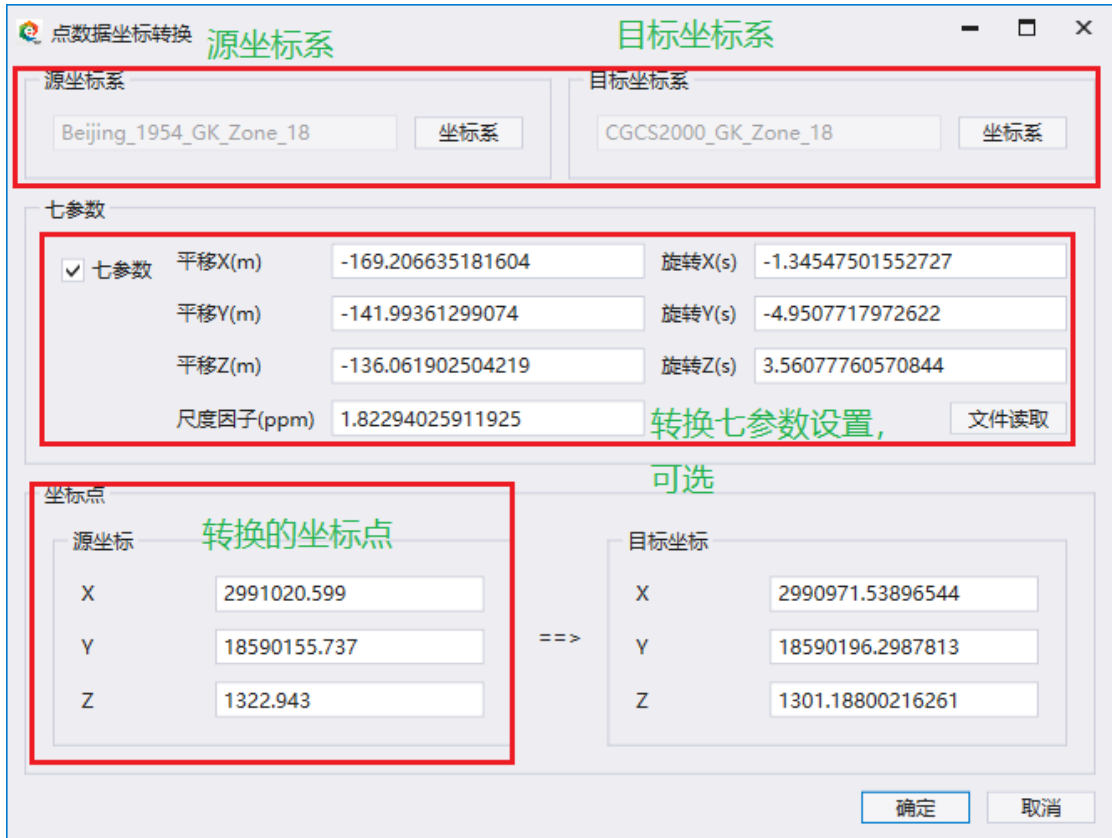 点数据坐标转换
源坐标系 目标坐标系
源坐标系 目标坐标系
Beijing_1954_GK_Zone_18 坐标系 CGCS2000_GK_Zone_18 坐标系
七参数
七参数 平移X(m) -169.206635181604 旋转X(s) -1.34547501552727
平移Y(m) -141.99361299074 旋转Y(s) -4.9507717972622
平移Z(m) -136.061902504219 旋转Z(s) 3.56077760570844
尺度因子(ppm) 1.82294025911925 转换七参数设置, 文件读取
可选
坐标点
转换的坐标点
源坐标 目标坐标
X 2991020.599 X 2990971.53896544
Y 18590155.737 ==> Y 18590196.2987813
Z 1322.943 Z 1301.18800216261
确定 取消